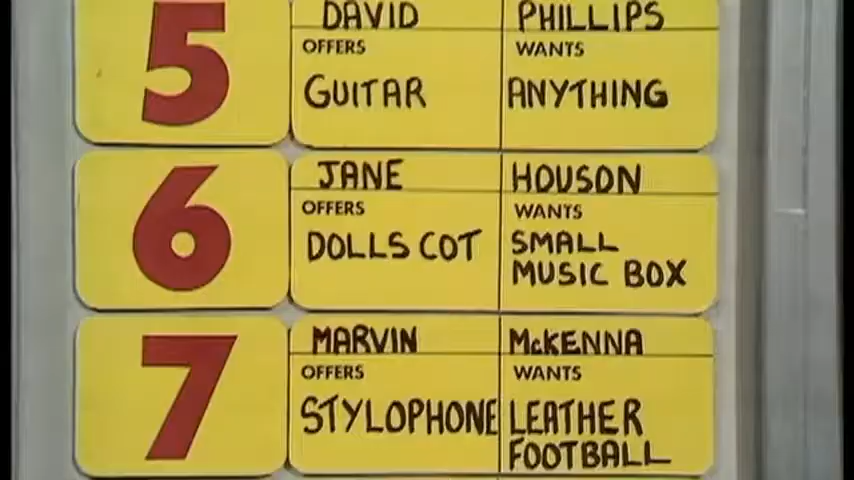 5
DAVID PHILLIPS
OFFERS WANTS
GUITAR ANYTHING
6
JANE HOUSON
OFFERS WANTS
DOLLS COT SMALL
MUSIC BOX
7
MARVIN McKENNA
OFFERS WANTS
STYLOPHONE LEATHER
FOOTBALL